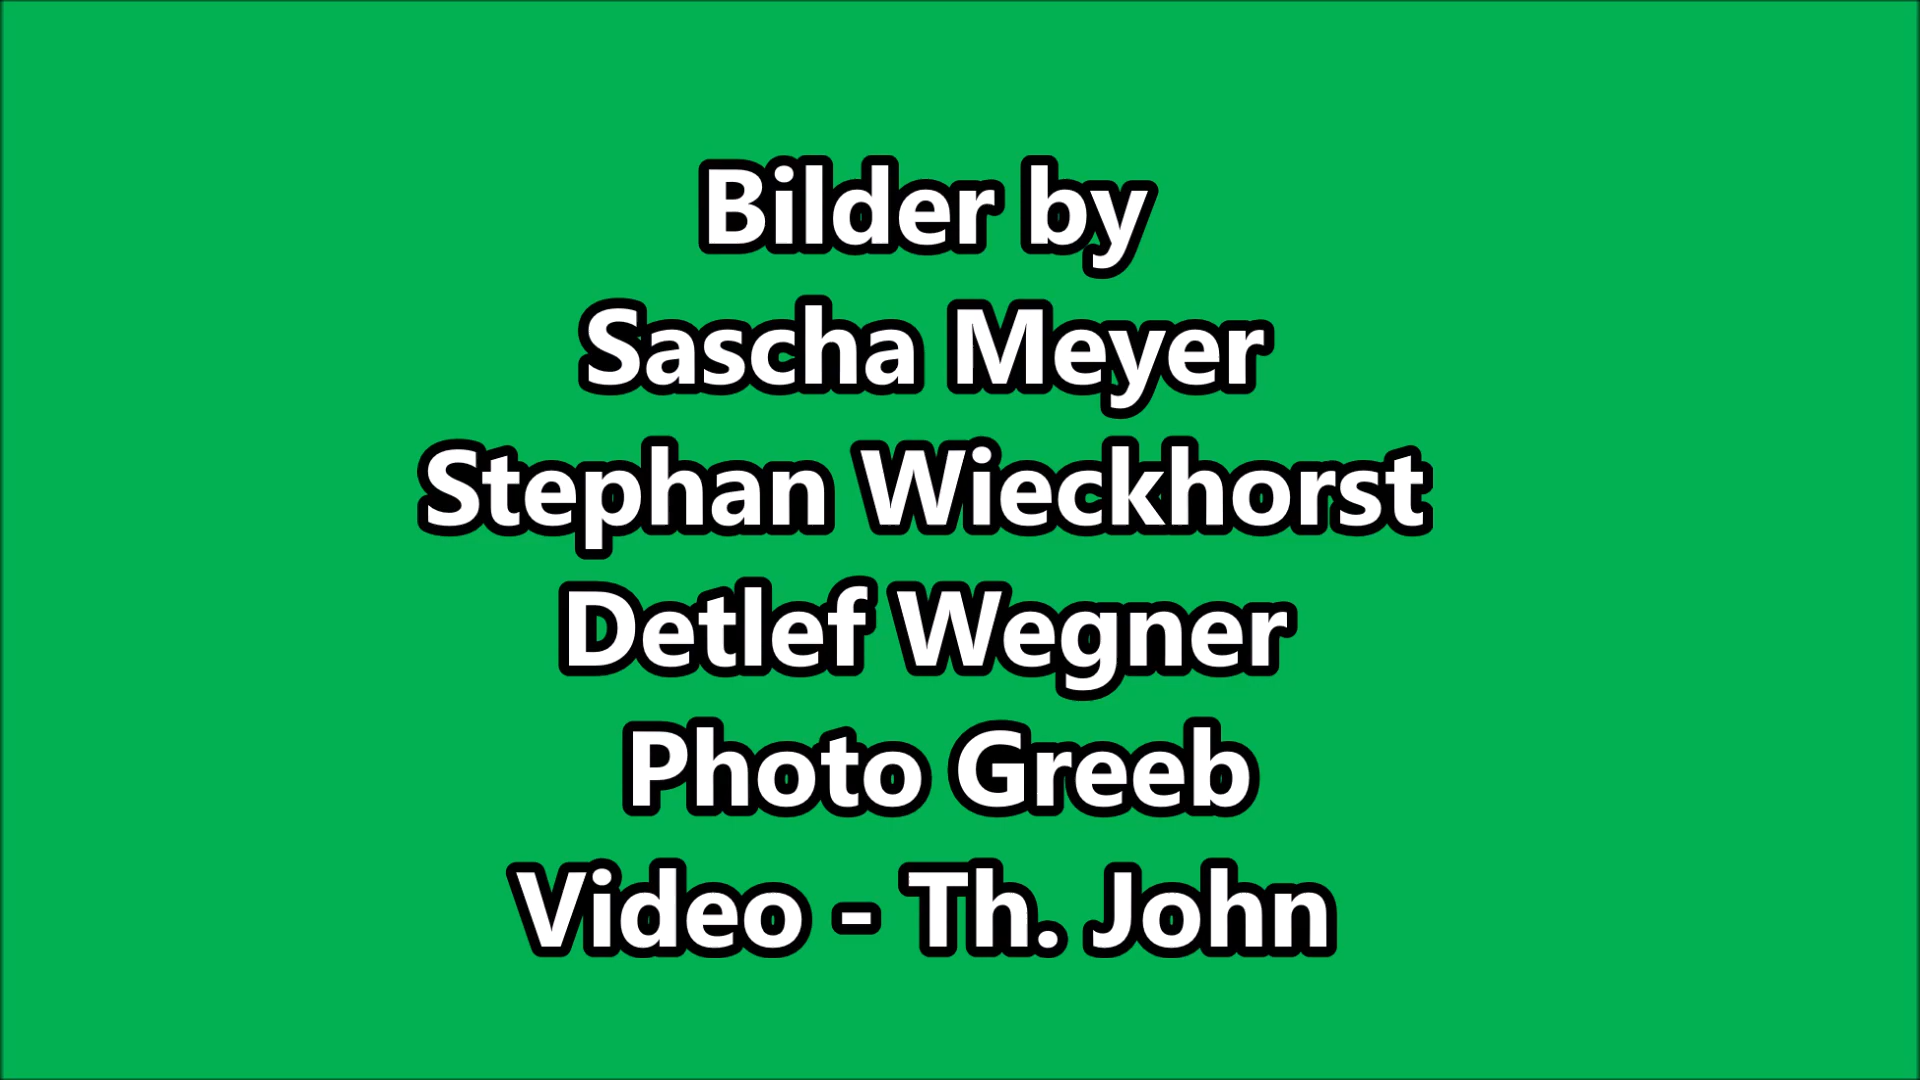 Bilder by
Sascha Meyer
Stephan Wieckhorst
Detlef Wegner
Photo Greeb
Video - Th. John